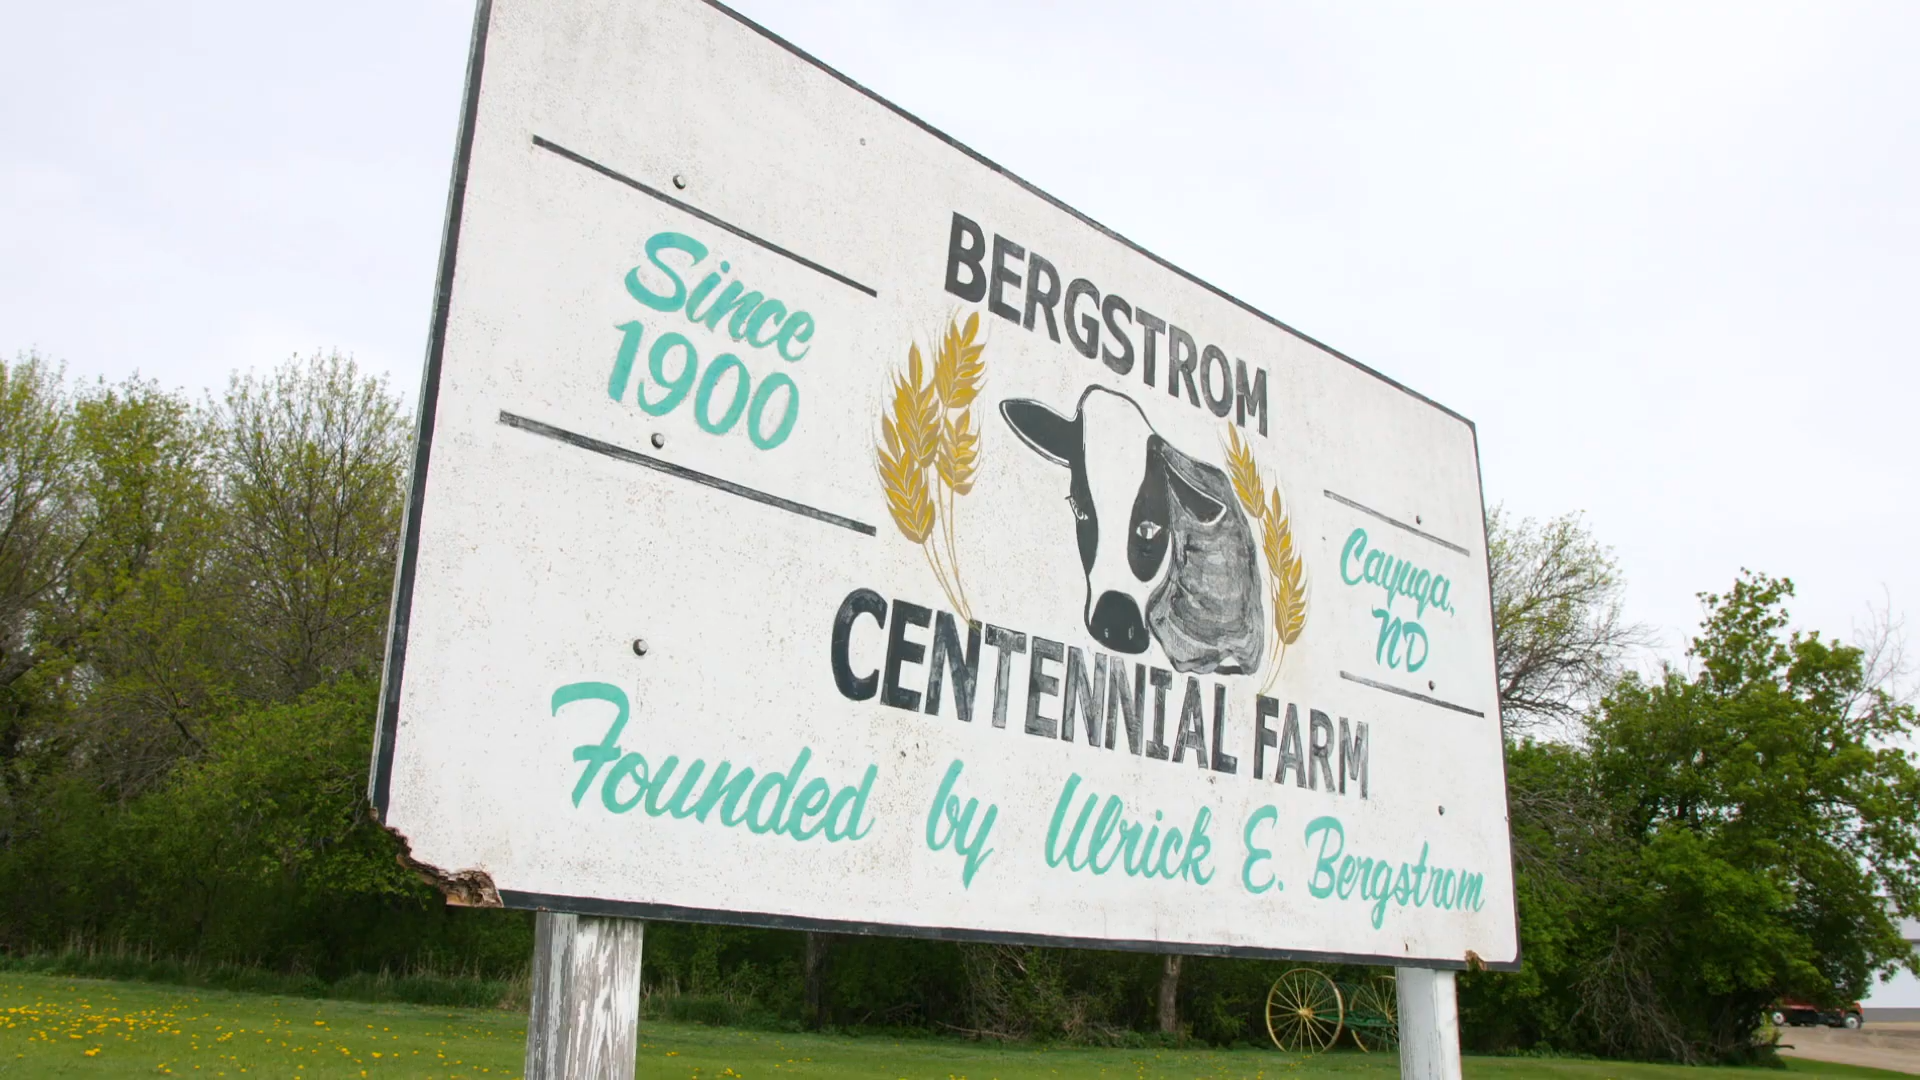 Since
1900
BERGSTROM
CENTENNIAL FARM
Cayuga,
ND
Founded by Ulrick E. Bergstrom